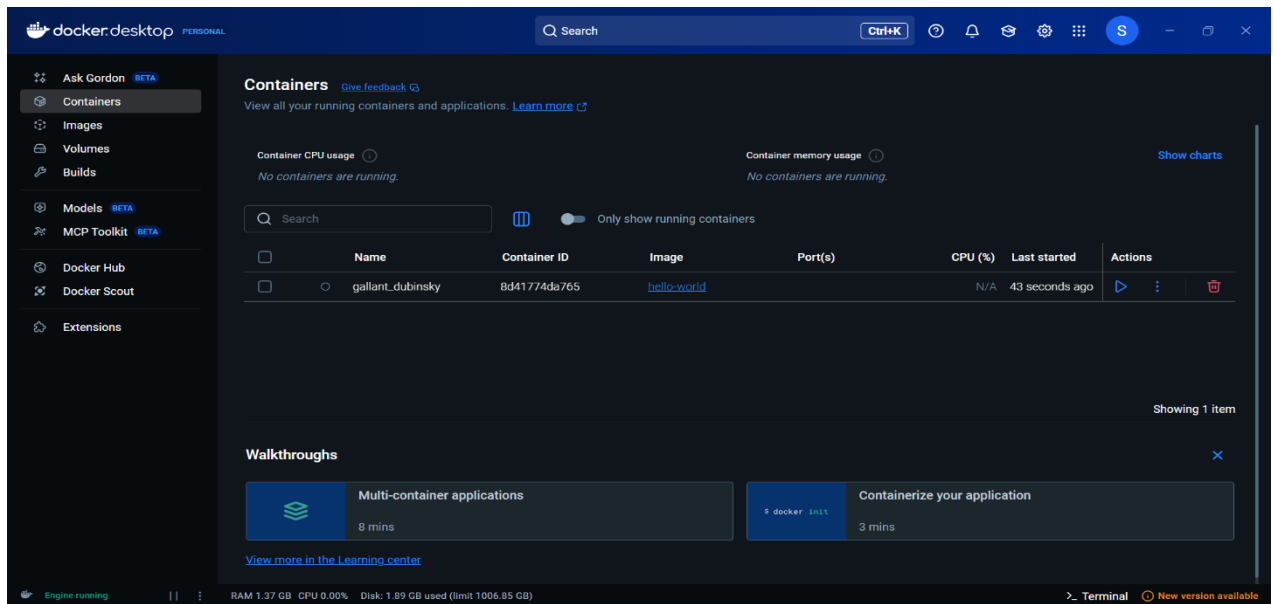 docker.desktop PERSONAL
Search
Ctrl+K
S
Ask Gordon BETA
Containers
Images
Volumes
Builds
Models BETA
MCP Toolkit BETA
Docker Hub
Docker Scout
Extensions
Containers Give feedback
View all your running containers and applications. Learn more
Container CPU usage
No containers are running.
Container memory usage
No containers are running.
Show charts
Search
Only show running containers
Name Container ID Image Port(s) CPU (%) Last started Actions
gallant_dubinsky 8d41774da765 hello-world N/A 43 seconds ago
Showing 1 item
Walkthroughs
Multi-container applications
8 mins
$ docker init
Containerize your application
3 mins
View more in the Learning center
Engine running RAM 1.37 GB CPU 0.00% Disk: 1.89 GB used (limit 1006.85 GB) >_ Terminal New version available